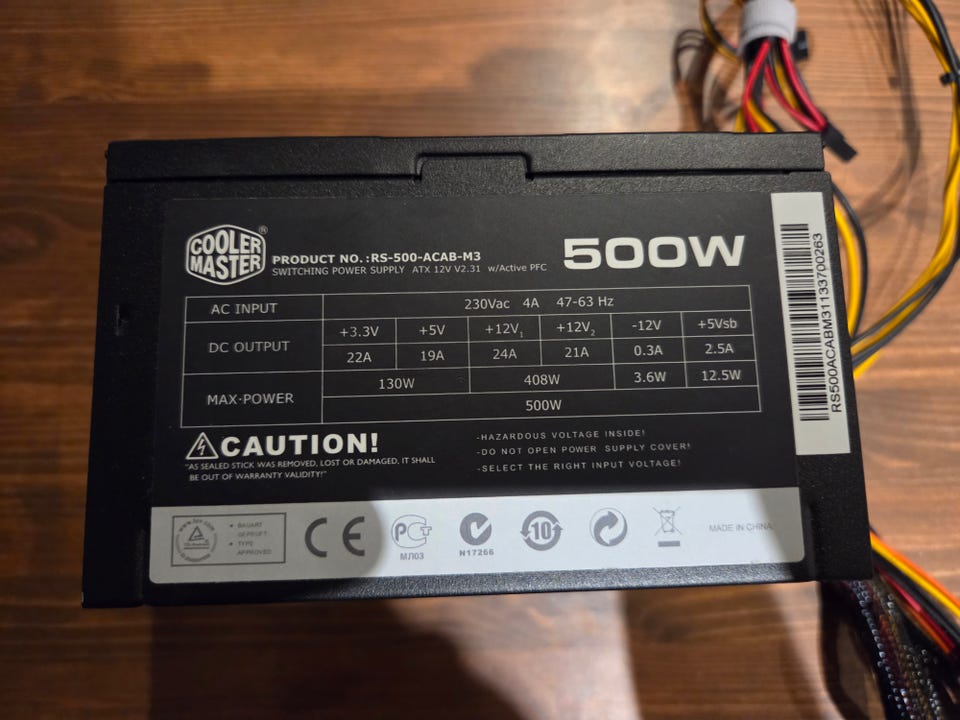 COOLER MASTER ®
PRODUCT NO.:RS-500-ACAB-M3
SWITCHING POWER SUPPLY ATX 12V V2.31 w/Active PFC
500W
AC INPUT 230Vac 4A 47-63 Hz
DC OUTPUT +3.3V +5V +12V1 +12V2 -12V +5Vsb
22A 19A 24A 21A 0.3A 2.5A
MAX-POWER 130W 408W 3.6W 12.5W
500W
CAUTION!
"AS SEALED STICK WAS REMOVED, LOST OR DAMAGED, IT SHALL
BE OUT OF WARRANTY VALIDITY!"
-HAZARDOUS VOLTAGE INSIDE!
-DO NOT OPEN POWER SUPPLY COVER!
-SELECT THE RIGHT INPUT VOLTAGE!
BAUART
GEPRÜFT
TYPE
APPROVED
CE
МЛ03
N17266
10
MADE IN CHINA
RS500ACABM31133700263